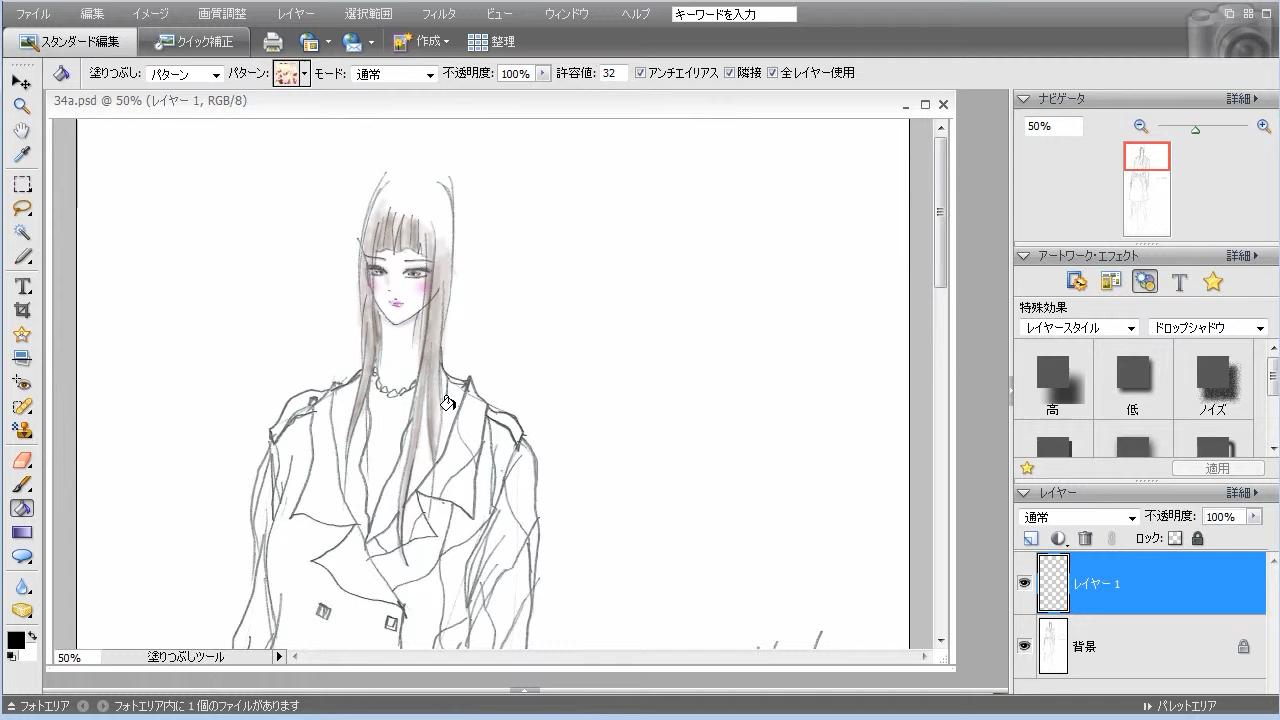 ファイル 編集 イメージ 画質調整 レイヤー 選択範囲 フィルタ ビュー ウィンドウ ヘルプ キーワードを入力
スタンダード編集 クイック補正 作成 整理
塗りつぶし: パターン パターン: モード: 通常 不透明度: 100% 許容値: 32 アンチエイリアス 隣接 全レイヤー使用
34a.psd @ 50% (レイヤー 1, RGB/8)
ナビゲータ 詳細
50%
アートワーク・エフェクト 詳細
特殊効果
レイヤースタイル ドロップシャドウ
高 低 ノイズ
適用
レイヤー 詳細
通常 不透明度: 100%
ロック:
レイヤー 1
背景
50% 塗りつぶしツール
フォトエリア フォトエリア内に 1 個のファイルがあります パレットエリア